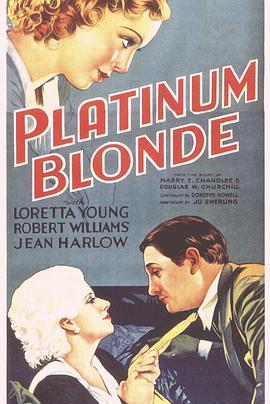 PLATINUM
BLONDE
with
LORETTA YOUNG
ROBERT WILLIAMS
JEAN HARLOW
FROM THE STORY BY
HARRY E. CHANDLEE &
DOUGLAS W. CHURCHILL
CONTINUITY BY DOROTHY HOWELL
ADAPTATION BY JO SWERLING